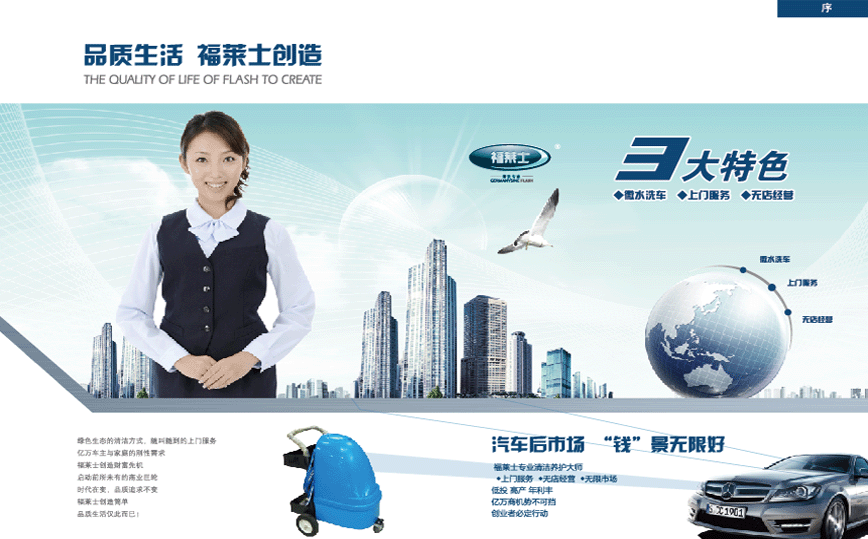 序
品质生活 福莱士创造
THE QUALITY OF LIFE OF FLASH TO CREATE
福莱士
®
GERMANYSINE FLASH
3大特色
◆微水洗车 ◆上门服务 ◆无店经营
微水洗车
上门服务
无店经营
绿色生态的清洁方式，随叫随到的上门服务
亿万车主与家庭的刚性需求
福莱士创造财富先机
启动前所未有的商业巨轮
时代在变，品质追求不变
福莱士创造简单
品质生活仅此而已！
汽车后市场 “钱”景无限好
福莱士专业清洁养护大师
•上门服务 •无店经营 •无限市场
低投 高产 年利丰
亿万商机势不可挡
创业者必定行动